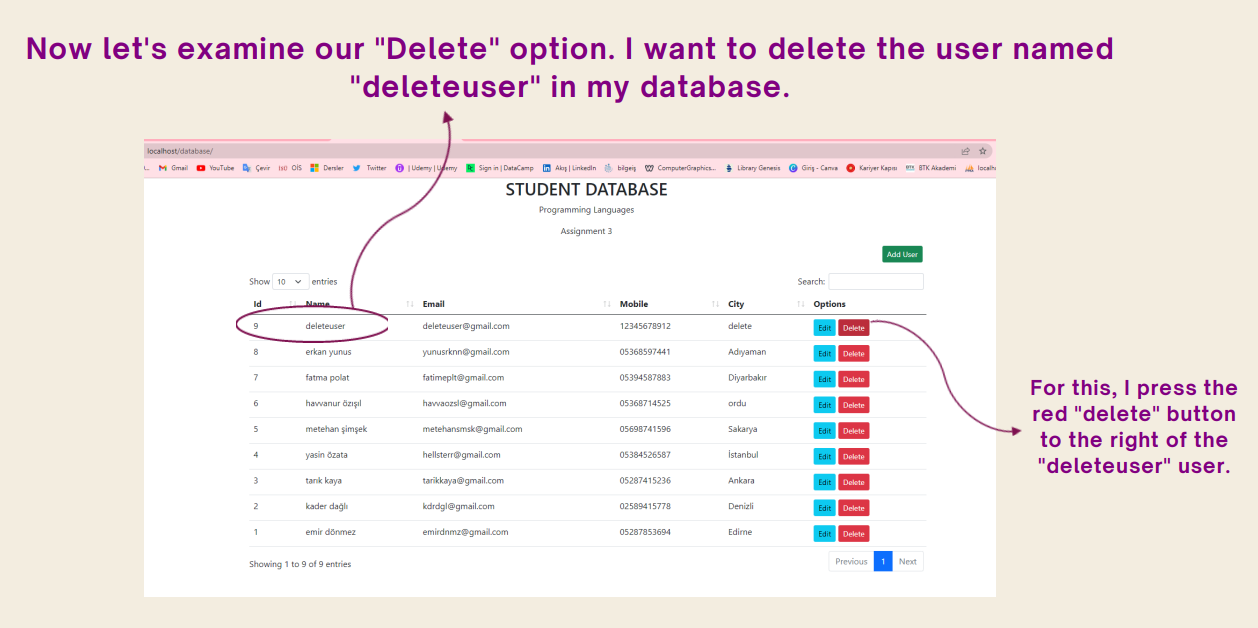 Now let's examine our "Delete" option. I want to delete the user named
"deleteuser" in my database.
localhost/database/
Gmail YouTube Çevir OİS Dersler Twitter | Udemy | Udemy Sign in | DataCamp Akış | LinkedIn bilgeiş ComputerGraphics... Library Genesis Giriş - Canva Kariyer Kapısı BTK Akademi
STUDENT DATABASE
Programming Languages
Assignment 3
Add User
Show 10 entries Search:
Id Name Email Mobile City Options
9 deleteuser deleteuser@gmail.com 12345678912 delete Edit Delete
8 erkan yunus yunusrknn@gmail.com 05368597441 Adıyaman Edit Delete
7 fatma polat fatimeplt@gmail.com 05394587883 Diyarbakır Edit Delete
6 havvanur özışıl havvaozsl@gmail.com 05368714525 ordu Edit Delete
5 metehan şimşek metehansmsk@gmail.com 05698741596 Sakarya Edit Delete
4 yasin özata hellsterr@gmail.com 05384526587 İstanbul Edit Delete
3 tarık kaya tarikkaya@gmail.com 05287415236 Ankara Edit Delete
2 kader dağlı kdrdgl@gmail.com 02589415778 Denizli Edit Delete
1 emir dönmez emirdnmz@gmail.com 05287853694 Edirne Edit Delete
Showing 1 to 9 of 9 entries Previous 1 Next
For this, I press the
red "delete" button
to the right of the
"deleteuser" user.